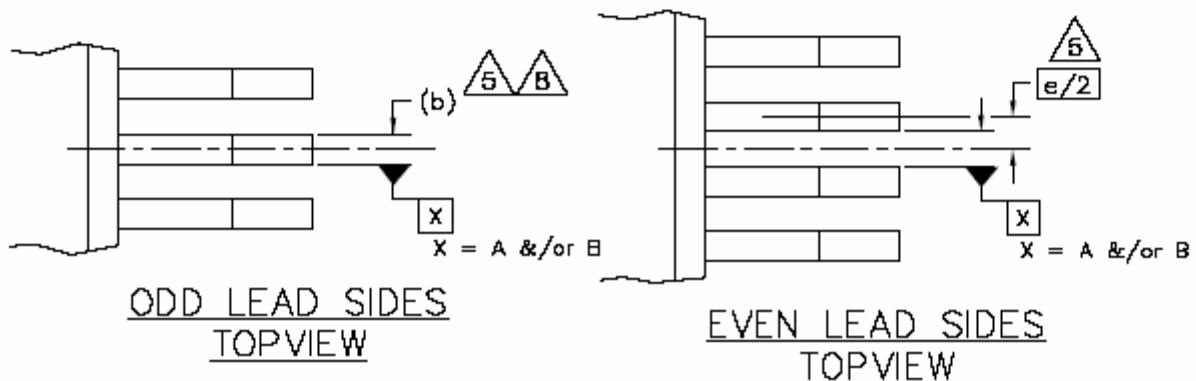 (b)
5
B
X
X = A &/or B
ODD LEAD SIDES
TOPVIEW
5
e/2
X
X = A &/or B
EVEN LEAD SIDES
TOPVIEW